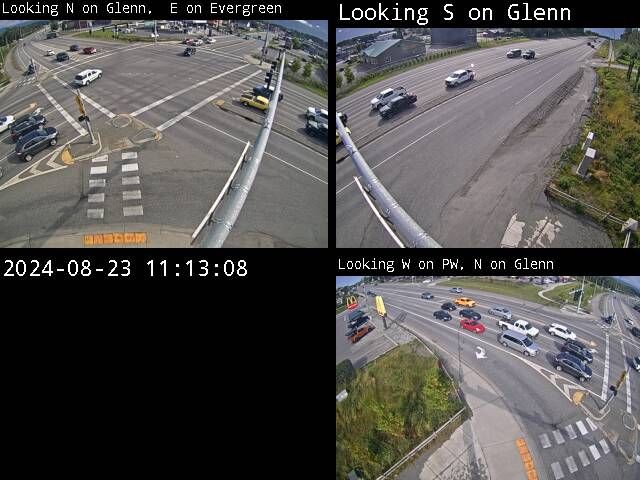 Looking N on Glenn,  E on Evergreen
Looking S on Glenn
2024-08-23 11:13:08
Looking W on PW, N on Glenn